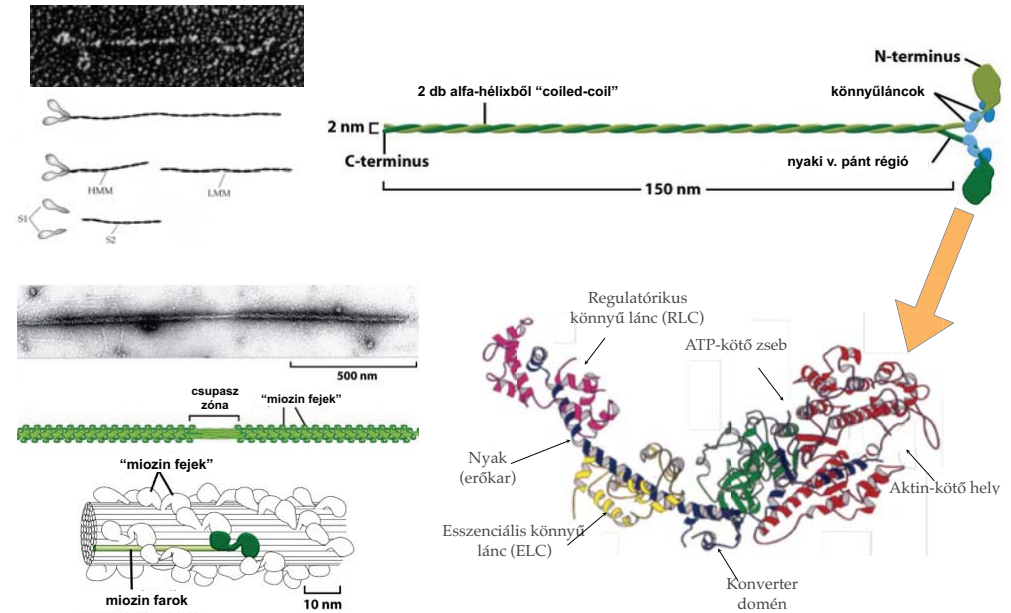 N-terminus
2 db alfa-hélixből “coiled-coil”
könnyűláncok
2 nm
C-terminus
nyaki v. pánt régió
150 nm
HMM
LMM
S1
S2
500 nm
csupasz
zóna
“miozin fejek”
“miozin fejek”
miozin farok
10 nm
Regulatórikus
könnyű lánc (RLC)
ATP-kötő zseb
Nyak
(erőkar)
Aktin-kötő hely
Esszenciális könnyű
lánc (ELC)
Konverter
domén